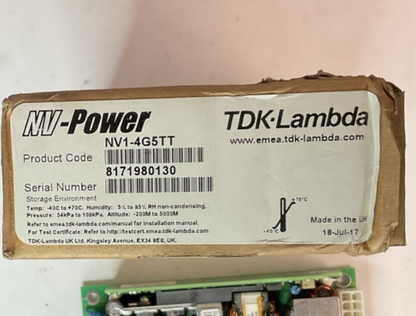 NV-Power
TDK·Lambda
NV1-4G5TT
www.emea.tdk-lambda.com
Product Code
8171980130
Serial Number
Storage Environment
Temp: -40C to +70C. Humidity: 5% to 95% RH non-condensing.
Pressure: 54kPa to 106kPa. Altitude: -200M to 5000M
Refer to emea.tdk-lambda.com/manual for installation manual.
For Test Certificate: Refer to http://testcert.emea.tdk-lambda.com
TDK-Lambda UK Ltd. Kingsley Avenue, EX34 8ES, UK.
+70°C
-40°C
Made in the UK
18-Jul-17